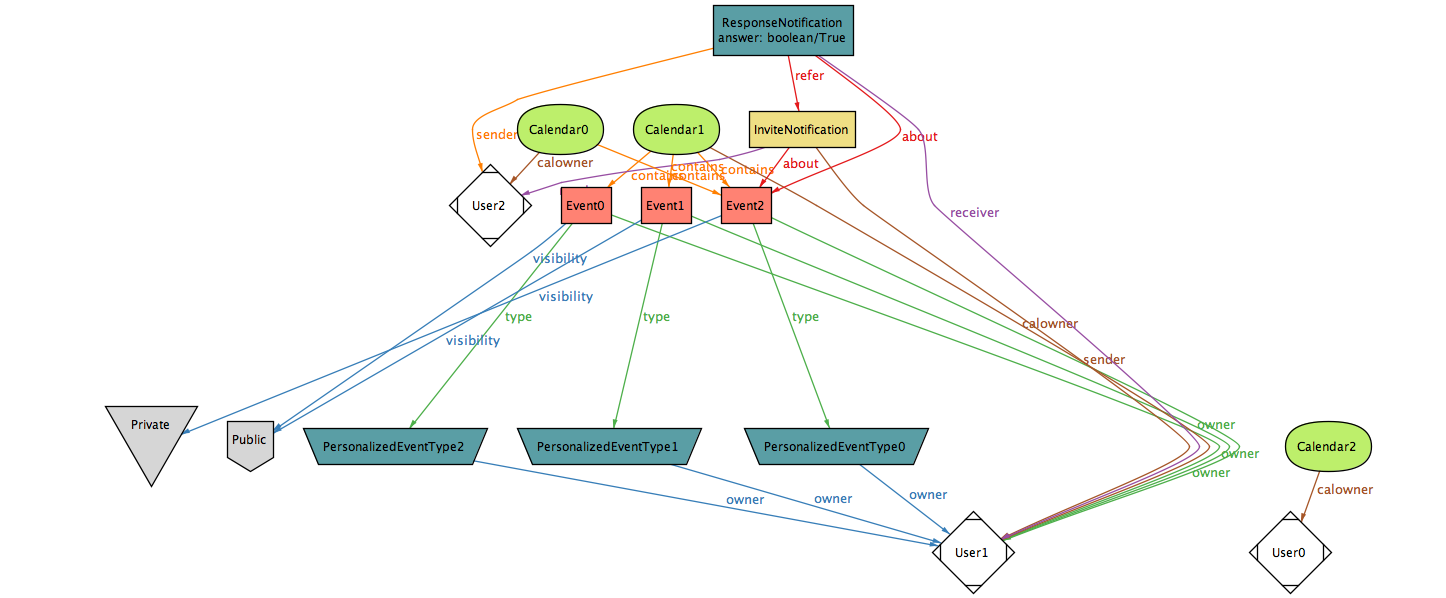 ResponseNotification
answer: boolean/True
refer
sender
Calendar0
Calendar1
InviteNotification
about
calowner
contains
contains
contains
contains
about
User2
Event0
Event1
Event2
receiver
visibility
visibility
type
type
type
calowner
visibility
sender
Private
Public
PersonalizedEventType2
PersonalizedEventType1
PersonalizedEventType0
owner
owner
owner
Calendar2
owner
owner
owner
calowner
User1
User0